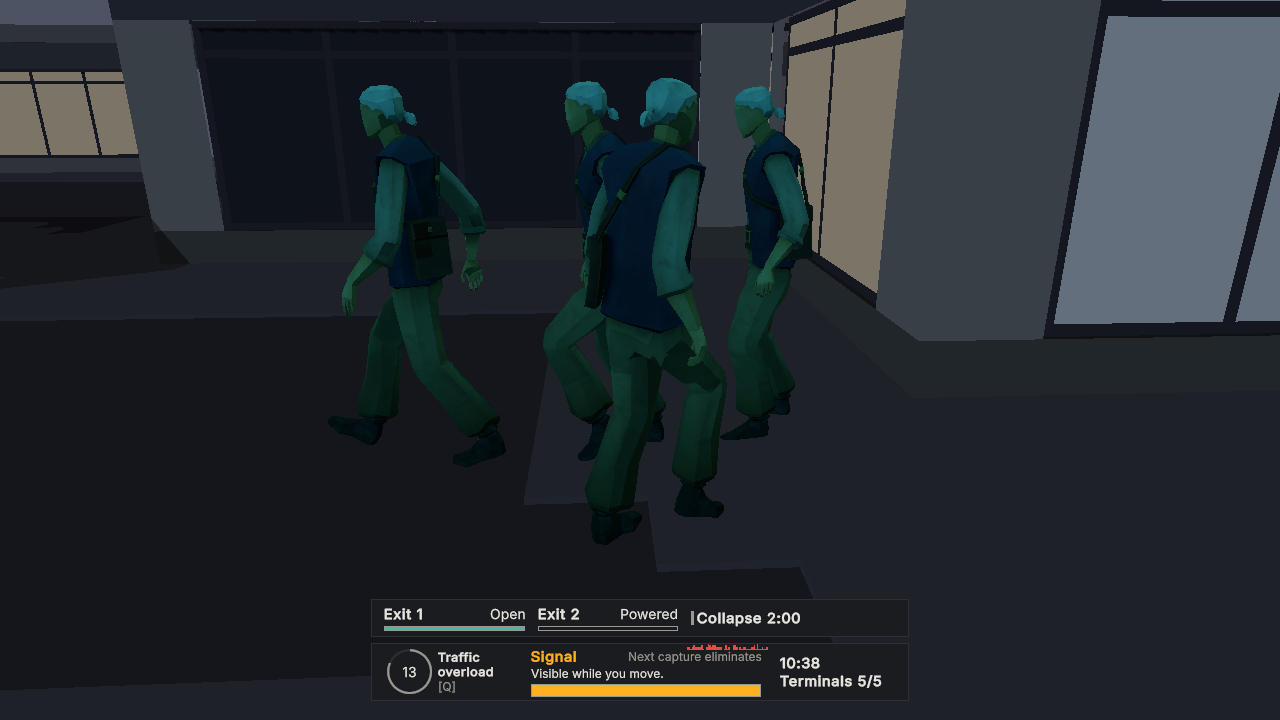 Exit 1 Open Exit 2 Powered Collapse 2:00
13 Traffic overload [Q]
Signal Next capture eliminates
Visible while you move.
10:38
Terminals 5/5